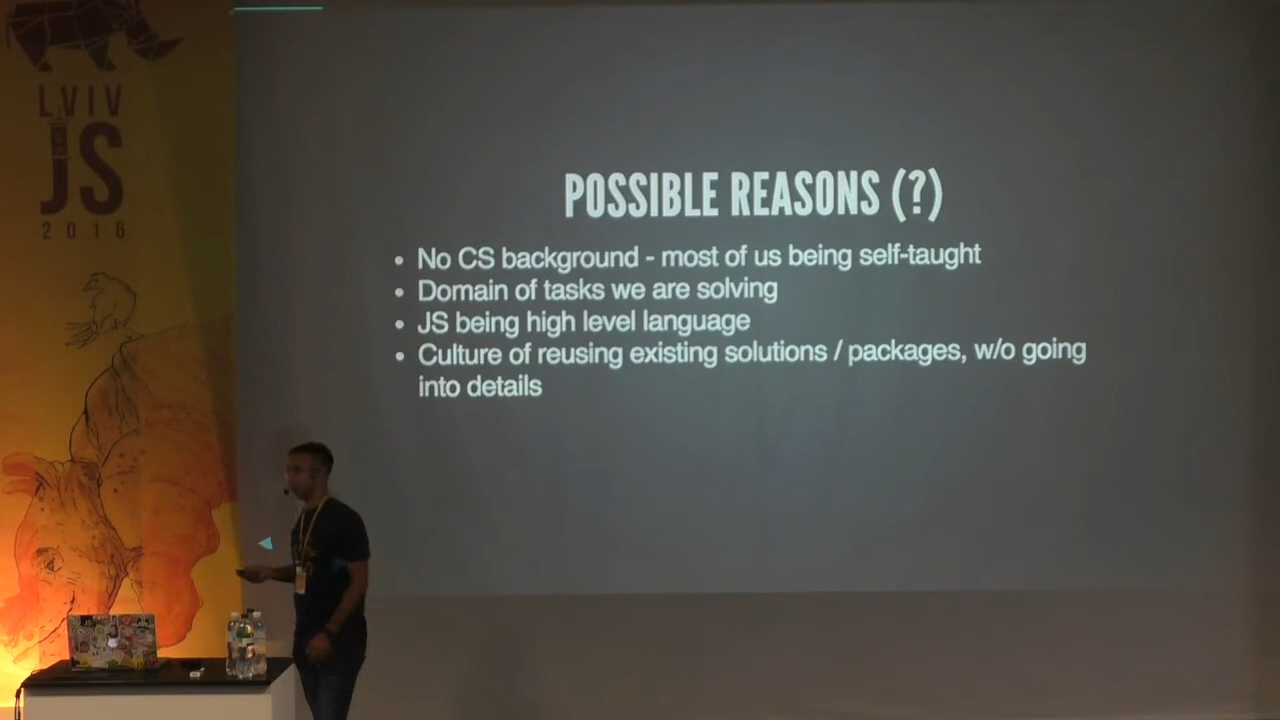 LVIV
JS
2016
POSSIBLE REASONS (?)
• No CS background - most of us being self-taught
• Domain of tasks we are solving
• JS being high level language
• Culture of reusing existing solutions / packages, w/o going
into details